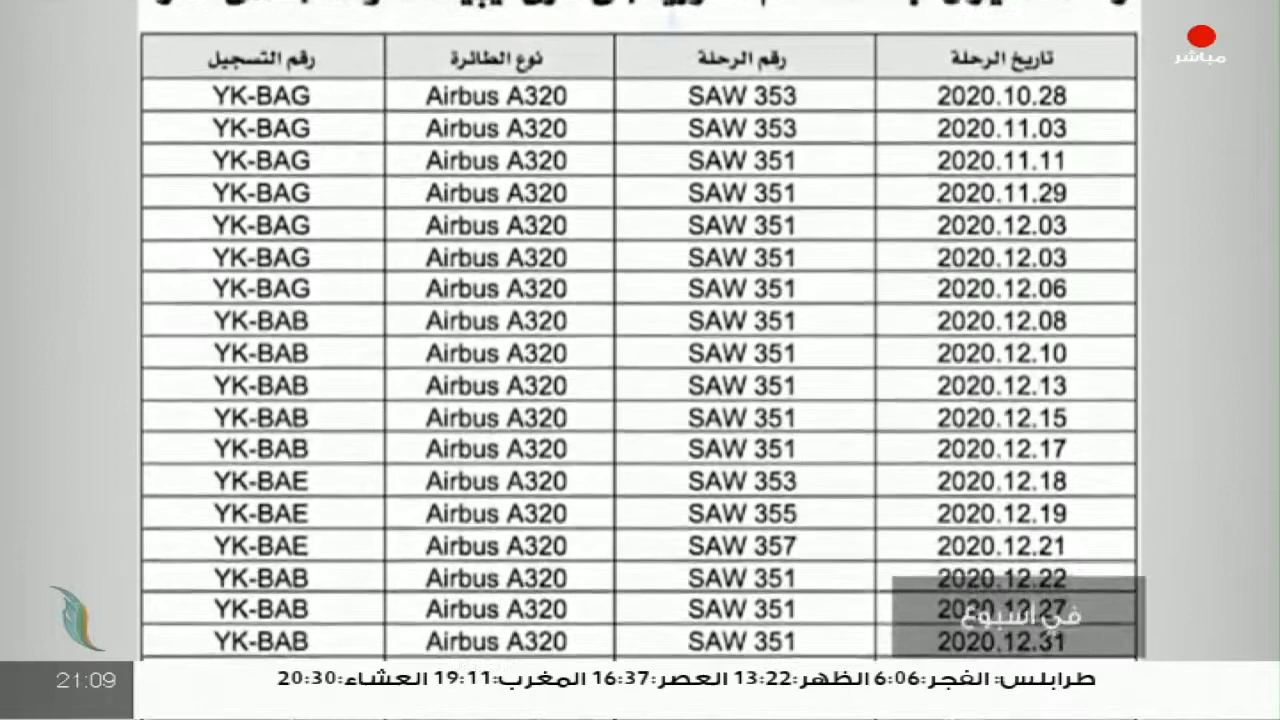 مباشر
تاريخ الرحلة رقم الرحلة نوع الطائرة رقم التسجيل
2020.10.28 SAW 353 Airbus A320 YK-BAG
2020.11.03 SAW 353 Airbus A320 YK-BAG
2020.11.11 SAW 351 Airbus A320 YK-BAG
2020.11.29 SAW 351 Airbus A320 YK-BAG
2020.12.03 SAW 351 Airbus A320 YK-BAG
2020.12.03 SAW 351 Airbus A320 YK-BAG
2020.12.06 SAW 351 Airbus A320 YK-BAG
2020.12.08 SAW 351 Airbus A320 YK-BAB
2020.12.10 SAW 351 Airbus A320 YK-BAB
2020.12.13 SAW 351 Airbus A320 YK-BAB
2020.12.15 SAW 351 Airbus A320 YK-BAB
2020.12.17 SAW 351 Airbus A320 YK-BAB
2020.12.18 SAW 353 Airbus A320 YK-BAE
2020.12.19 SAW 355 Airbus A320 YK-BAE
2020.12.21 SAW 357 Airbus A320 YK-BAE
2020.12.22 SAW 351 Airbus A320 YK-BAB
2020.12.27 SAW 351 Airbus A320 YK-BAB
2020.12.31 SAW 351 Airbus A320 YK-BAB
في أسبوع
طرابلس: الفجر:6:06 الظهر:13:22 العصر:16:37 المغرب:19:11 العشاء:20:30
21:09